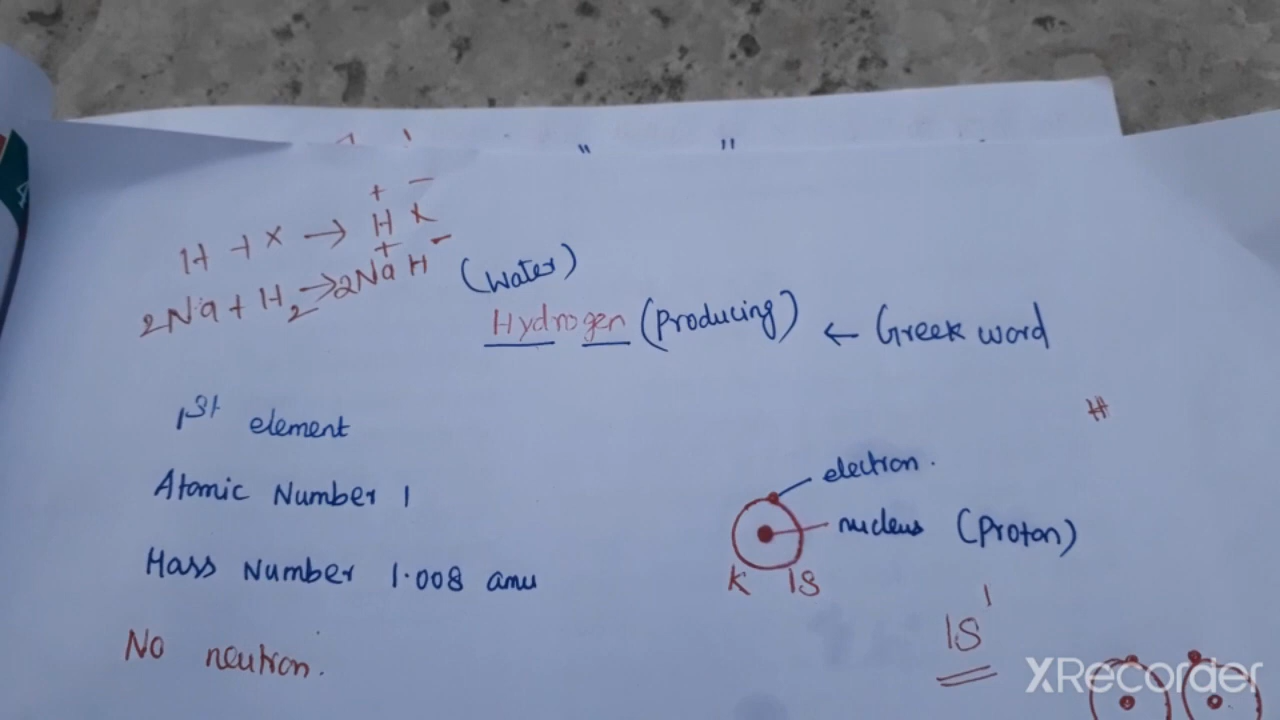 H + X → H⁺ X⁻
2Na + H₂ → 2Na⁺ H⁻
(Water)
Hydrogen (Producing) ← Greek word
1st element
H
Atomic Number 1
electron.
nucleus (Proton)
Mass Number 1.008 amu
K 1S
No neutron.
1S¹
XRecorder